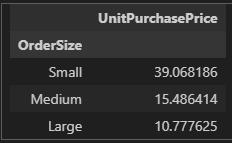 UnitPurchasePrice
OrderSize
Small 39.068186
Medium 15.486414
Large 10.777625